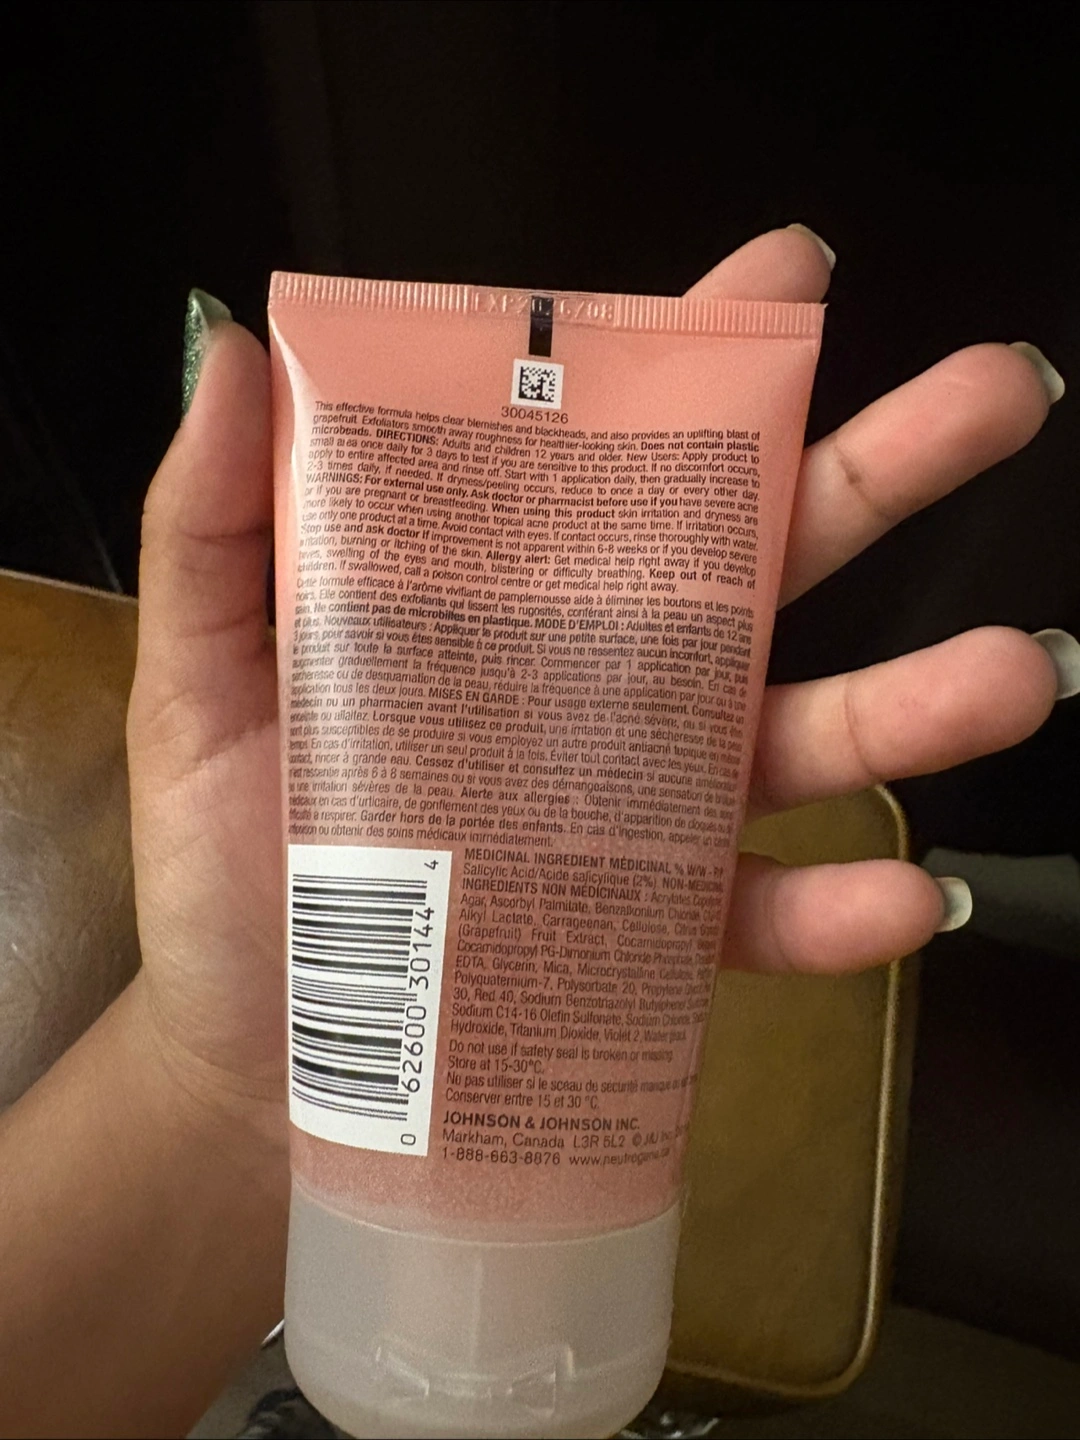 EXP 6/08
30045126
This effective formula helps clear blemishes and blackheads, and also provides an uplifting blast of
grapefruit. Exfoliators smooth away roughness for healthier-looking skin. Does not contain plastic
microbeads. DIRECTIONS: Adults and children 12 years and older. New Users: Apply product to
small area once daily for 3 days to test if you are sensitive to this product. If no discomfort occurs,
apply to entire affected area and rinse off. Start with 1 application daily, then gradually increase to
2-3 times daily, if needed. If dryness/peeling occurs, reduce to once a day or every other day.
WARNINGS: For external use only. Ask doctor or pharmacist before use if you have severe acne
or if you are pregnant or breastfeeding. When using this product skin irritation and dryness are
more likely to occur when using another topical acne product at the same time. If irritation occurs,
use only one product at a time. Avoid contact with eyes. If contact occurs, rinse thoroughly with water.
Stop use and ask doctor if improvement is not apparent within 6-8 weeks or if you develop severe
irritation, burning or itching of the skin. Allergy alert: Get medical help right away if you develop
hives, swelling of the eyes and mouth, blistering or difficulty breathing. Keep out of reach of
children. If swallowed, call a poison control centre or get medical help right away.
Cette formule efficace à l'arôme vivifiant de pamplemousse aide à éliminer les boutons et les points
noirs. Elle contient des exfoliants qui lissent les rugosités, conférant ainsi à la peau un aspect plus
sain. Ne contient pas de microbilles en plastique. MODE D'EMPLOI : Adultes et enfants de 12 ans
et plus. Nouveaux utilisateurs : Appliquer le produit sur une petite surface, une fois par jour pendant
3 jours, pour savoir si vous êtes sensible à ce produit. Si vous ne ressentez aucun inconfort, appliquer
le produit sur toute la surface atteinte, puis rincer. Commencer par 1 application par jour, puis
augmenter graduellement la fréquence jusqu'à 2-3 applications par jour, au besoin. En cas de
sécheresse ou de desquamation de la peau, réduire la fréquence à une application par jour ou à une
application tous les deux jours. MISES EN GARDE : Pour usage externe seulement. Consultez un
médecin ou un pharmacien avant l'utilisation si vous avez de l'acné sévère, ou si vous êtes
enceinte ou allaitez. Lorsque vous utilisez ce produit, une irritation et une sécheresse de la peau
sont plus susceptibles de se produire si vous employez un autre produit antiacné topique en même
temps. En cas d'irritation, utiliser un seul produit à la fois. Éviter tout contact avec les yeux. En cas de
contact, rincer à grande eau. Cessez d'utiliser et consultez un médecin si aucune amélioration
n'est ressentie après 6 à 8 semaines ou si vous avez des démangeaisons, une sensation de
ou une irritation sévères de la peau. Alerte aux allergies : Obtenir immédiatement des soins
médicaux en cas d'urticaire, de gonflement des yeux ou de la bouche, d'apparition de cloques ou de
difficulté à respirer. Garder hors de la portée des enfants. En cas d'ingestion, appeler un centre
antipoison ou obtenir des soins médicaux immédiatement.
MEDICINAL INGREDIENT MÉDICINAL % W/W
Salicylic Acid/Acide salicylique (2%). NON-MEDICINAL
INGREDIENTS NON MÉDICINAUX : Acrylates
Agar, Ascorbyl Palmitate, Benzalkonium Chloride,
Alkyl Lactate, Carrageenan, Cellulose, Citrus
(Grapefruit) Fruit Extract, Cocamidopropyl
Cocamidopropyl PG-Dimonium Chloride Phosphate,
EDTA, Glycerin, Mica, Microcrystalline Cellulose,
Polyquaternium-7, Polysorbate 20, Propylene Glycol,
30, Red 40, Sodium Benzotriazolyl Butylphenol
Sodium C14-16 Olefin Sulfonate, Sodium Chloride,
Hydroxide, Titanium Dioxide, Violet 2, Water
Do not use if safety seal is broken or missing.
Store at 15-30°C.
Ne pas utiliser si le sceau de sécurité manque
Conserver entre 15 et 30 °C.
JOHNSON & JOHNSON INC.
Markham, Canada L3R 5L2 © J&J Inc.
1-888-663-8876 www.neutrogena.ca
0 62600 30144 4